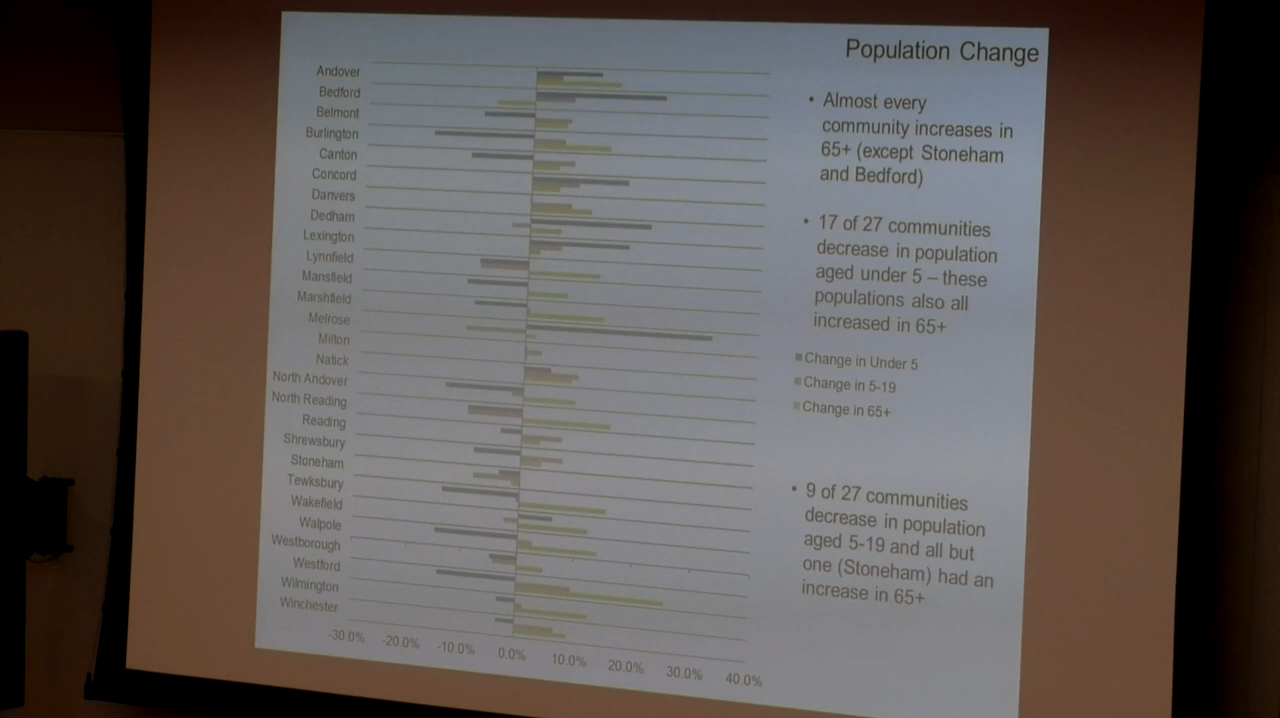 Population Change
Andover
Bedford
Belmont
Burlington
Canton
Concord
Danvers
Dedham
Lexington
Lynnfield
Mansfield
Marshfield
Melrose
Milton
Natick
North Andover
North Reading
Reading
Shrewsbury
Stoneham
Tewksbury
Wakefield
Walpole
Westborough
Westford
Wilmington
Winchester
-30.0% -20.0% -10.0% 0.0% 10.0% 20.0% 30.0% 40.0%
• Almost every
community increases in
65+ (except Stoneham
and Bedford)
• 17 of 27 communities
decrease in population
aged under 5 – these
populations also all
increased in 65+
Change in Under 5
Change in 5-19
Change in 65+
• 9 of 27 communities
decrease in population
aged 5-19 and all but
one (Stoneham) had an
increase in 65+